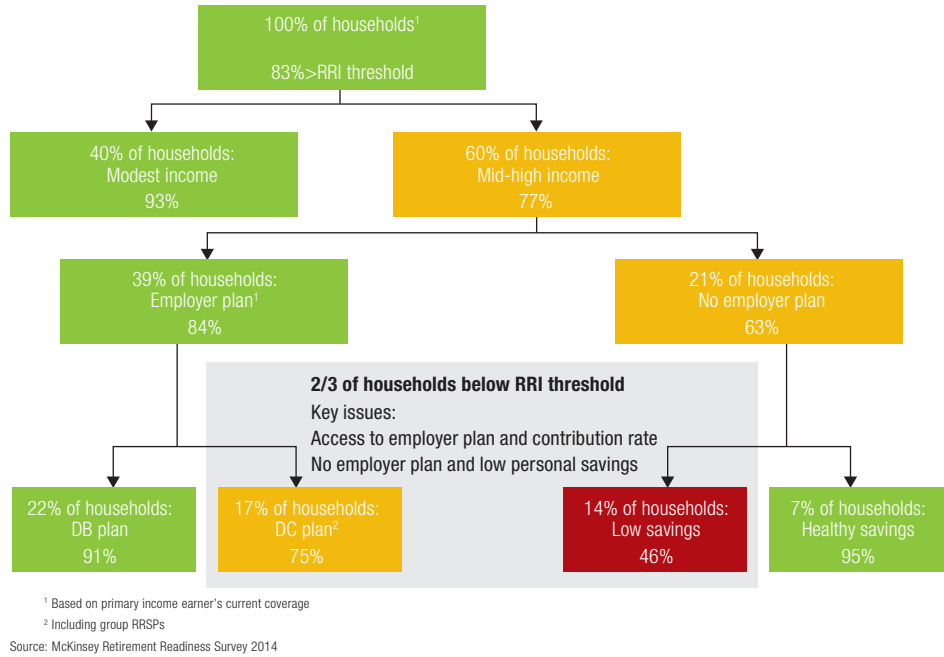 100% of households¹
83%>RRI threshold
40% of households:
Modest income
93%
60% of households:
Mid-high income
77%
39% of households:
Employer plan¹
84%
21% of households:
No employer plan
63%
2/3 of households below RRI threshold
Key issues:
Access to employer plan and contribution rate
No employer plan and low personal savings
22% of households:
DB plan
91%
17% of households:
DC plan²
75%
14% of households:
Low savings
46%
7% of households:
Healthy savings
95%
¹ Based on primary income earner's current coverage
² Including group RRSPs
Source: McKinsey Retirement Readiness Survey 2014